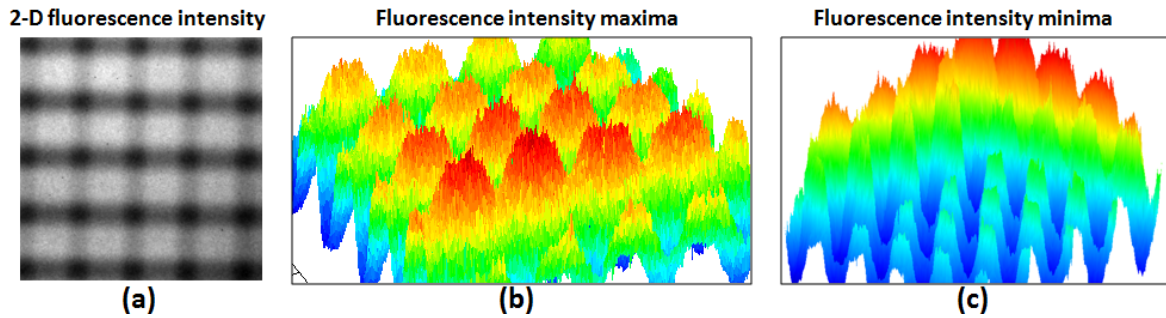 2-D fluorescence intensity
Fluorescence intensity maxima
Fluorescence intensity minima
(a)
(b)
(c)